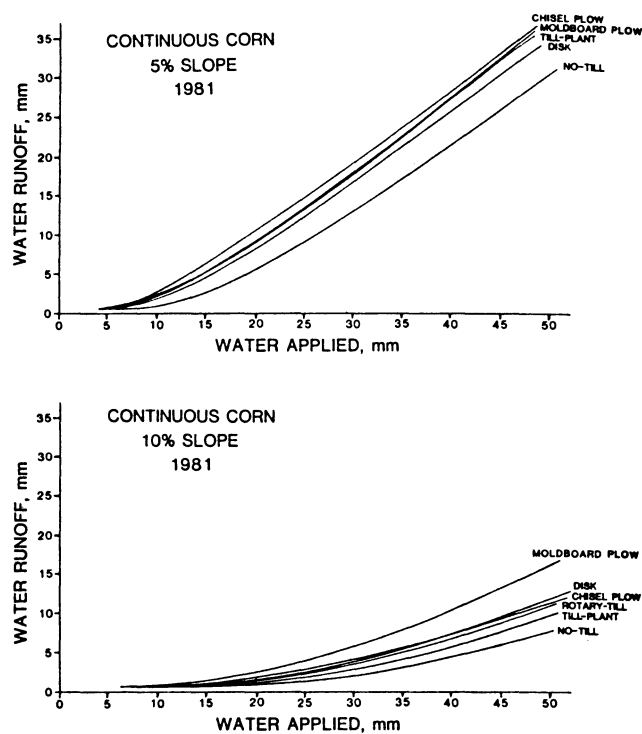 CONTINUOUS CORN
5% SLOPE
1981
CHISEL PLOW
MOLDBOARD PLOW
TILL-PLANT
DISK
NO-TILL
WATER RUNOFF, mm
35
30
25
20
15
10
5
0
0 5 10 15 20 25 30 35 40 45 50
WATER APPLIED, mm
CONTINUOUS CORN
10% SLOPE
1981
MOLDBOARD PLOW
DISK
CHISEL PLOW
ROTARY-TILL
TILL-PLANT
NO-TILL
WATER RUNOFF, mm
35
30
25
20
15
10
5
0
0 5 10 15 20 25 30 35 40 45 50
WATER APPLIED, mm